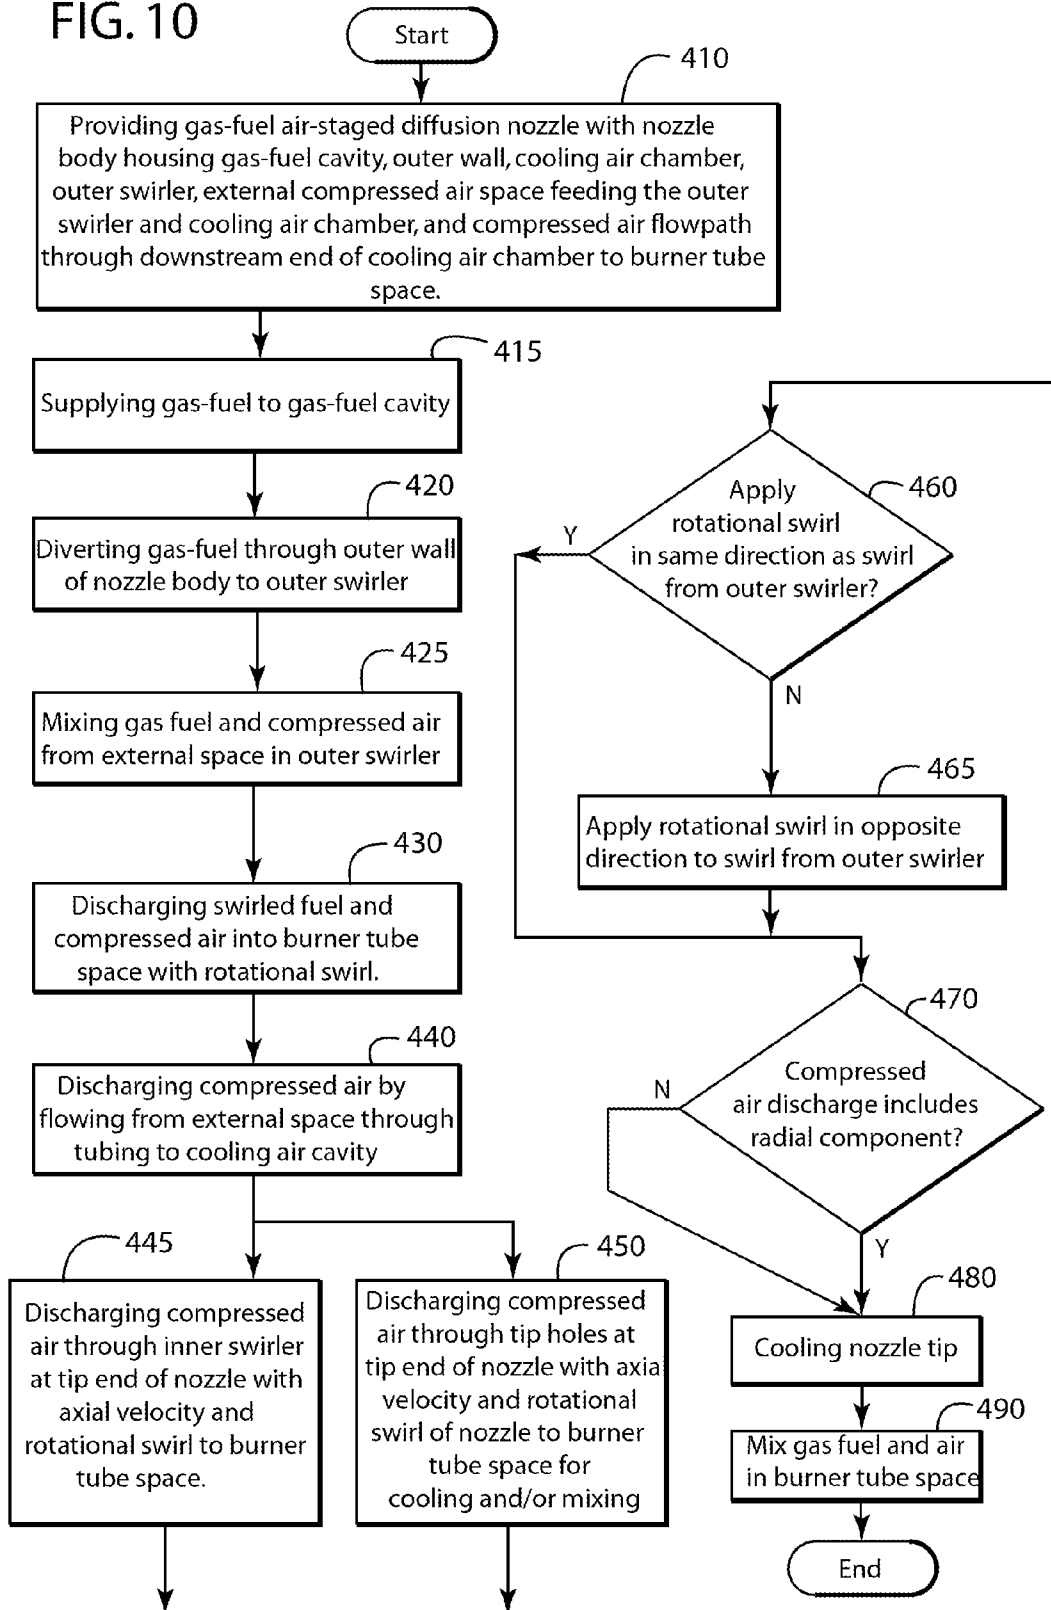 FIG. 10
Start
410
Providing gas-fuel air-staged diffusion nozzle with nozzle
body housing gas-fuel cavity, outer wall, cooling air chamber,
outer swirler, external compressed air space feeding the outer
swirler and cooling air chamber, and compressed air flowpath
through downstream end of cooling air chamber to burner tube
space.
415
Supplying gas-fuel to gas-fuel cavity
420
Diverting gas-fuel through outer wall
of nozzle body to outer swirler
425
Mixing gas fuel and compressed air
from external space in outer swirler
430
Discharging swirled fuel and
compressed air into burner tube
space with rotational swirl.
440
Discharging compressed air by
flowing from external space through
tubing to cooling air cavity
445
Discharging compressed
air through inner swirler
at tip end of nozzle with
axial velocity and
rotational swirl to burner
tube space.
450
Discharging compressed
air through tip holes at
tip end of nozzle with axial
velocity and rotational
swirl of nozzle to burner
tube space for
cooling and/or mixing
460
Apply
rotational swirl
in same direction as swirl
from outer swirler?
Y
N
465
Apply rotational swirl in opposite
direction to swirl from outer swirler
470
Compressed
air discharge includes
radial component?
N
Y
480
Cooling nozzle tip
490
Mix gas fuel and air
in burner tube space
End